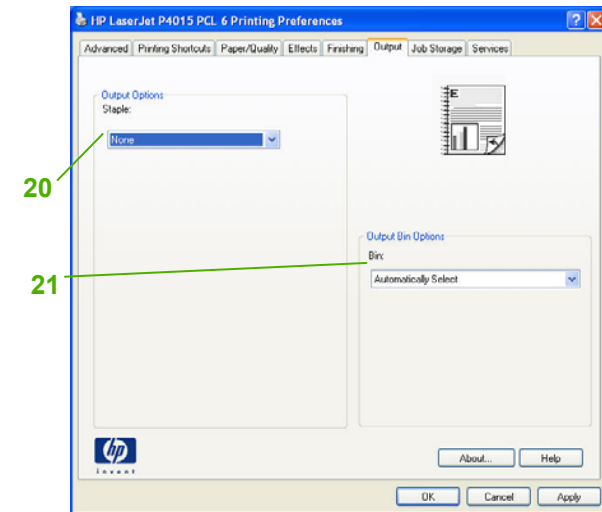 HP LaserJet P4015 PCL 6 Printing Preferences
Advanced Printing Shortcuts Paper/Quality Effects Finishing Output Job Storage Services
Output Options
Staple:
None
E
20
Output Bin Options
Bin:
21
Automatically Select
hp
invent
About... Help
OK Cancel Apply